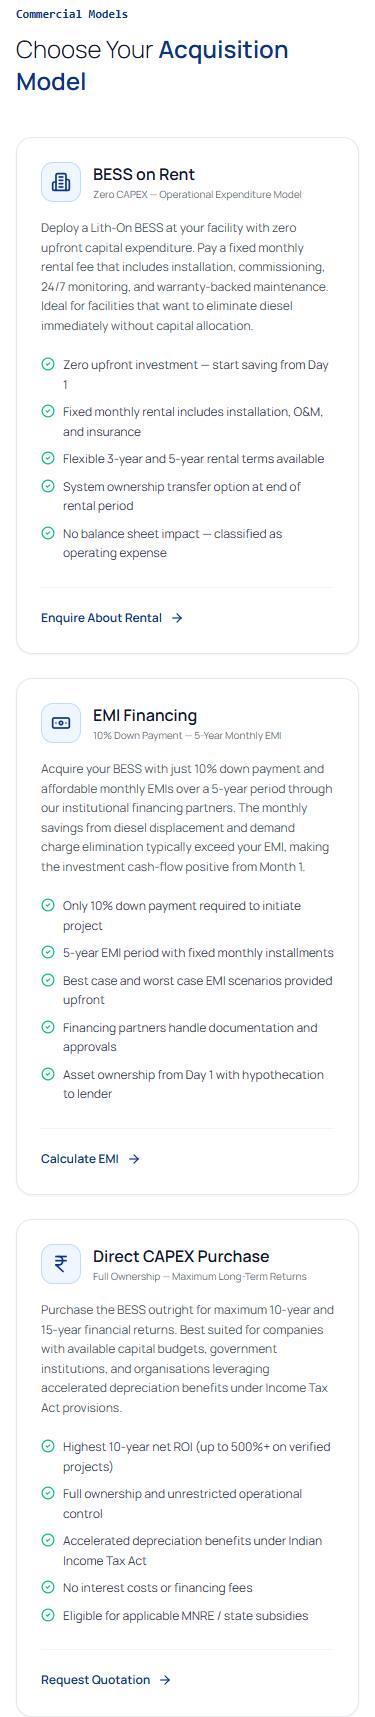 Commercial Models
Choose Your Acquisition
Model
BESS on Rent
Zero CAPEX — Operational Expenditure Model
Deploy a Lith-On BESS at your facility with zero
upfront capital expenditure. Pay a fixed monthly
rental fee that includes installation, commissioning,
24/7 monitoring, and warranty-backed maintenance.
Ideal for facilities that want to eliminate diesel
immediately without capital allocation.
Zero upfront investment — start saving from Day
1
Fixed monthly rental includes installation, O&M,
and insurance
Flexible 3-year and 5-year rental terms available
System ownership transfer option at end of
rental period
No balance sheet impact — classified as
operating expense
Enquire About Rental →
EMI Financing
10% Down Payment — 5-Year Monthly EMI
Acquire your BESS with just 10% down payment and
affordable monthly EMIs over a 5-year period through
our institutional financing partners. The monthly
savings from diesel displacement and demand
charge elimination typically exceed your EMI, making
the investment cash-flow positive from Month 1.
Only 10% down payment required to initiate
project
5-year EMI period with fixed monthly installments
Best case and worst case EMI scenarios provided
upfront
Financing partners handle documentation and
approvals
Asset ownership from Day 1 with hypothecation
to lender
Calculate EMI →
₹
Direct CAPEX Purchase
Full Ownership — Maximum Long-Term Returns
Purchase the BESS outright for maximum 10-year and
15-year financial returns. Best suited for companies
with available capital budgets, government
institutions, and organisations leveraging
accelerated depreciation benefits under Income Tax
Act provisions.
Highest 10-year net ROI (up to 500%+ on verified
projects)
Full ownership and unrestricted operational
control
Accelerated depreciation benefits under Indian
Income Tax Act
No interest costs or financing fees
Eligible for applicable MNRE / state subsidies
Request Quotation →